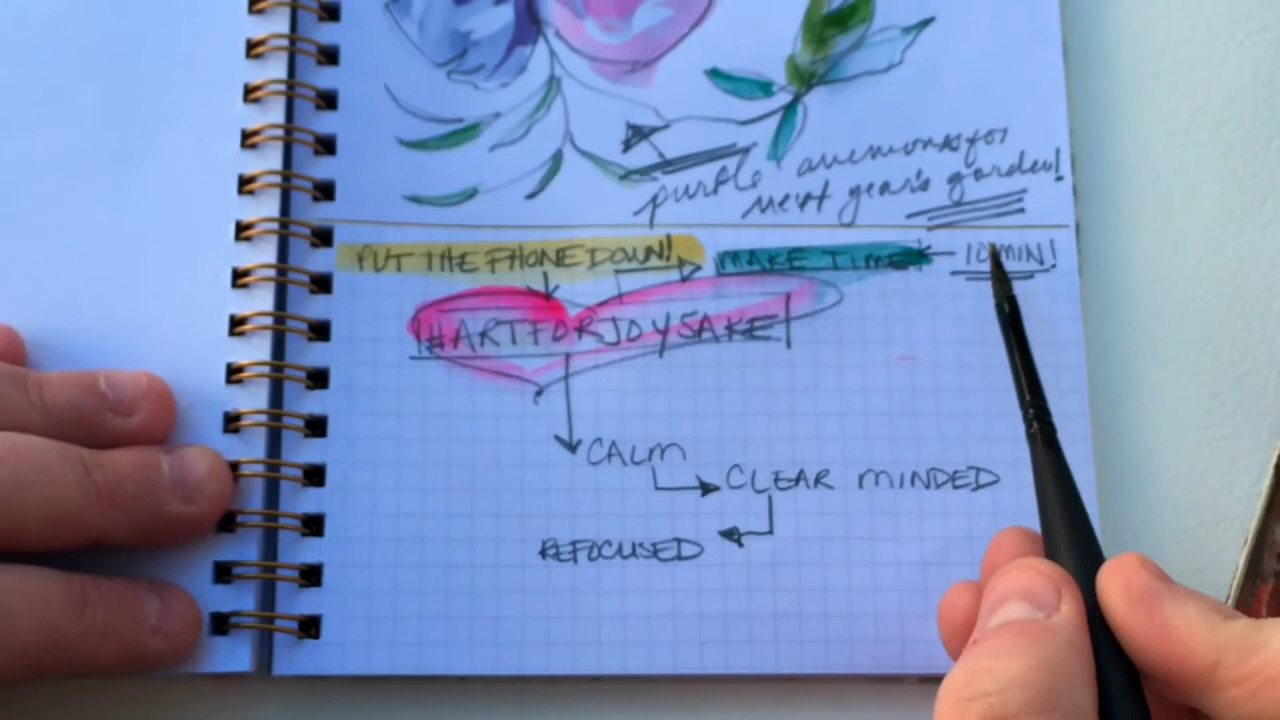 purple anemones for
next year's garden!
PUT THE PHONE DOWN! MAKE TIME! 10 MIN!
#ARTFORJOYSAKE
CALM
CLEAR MINDED
REFOCUSED